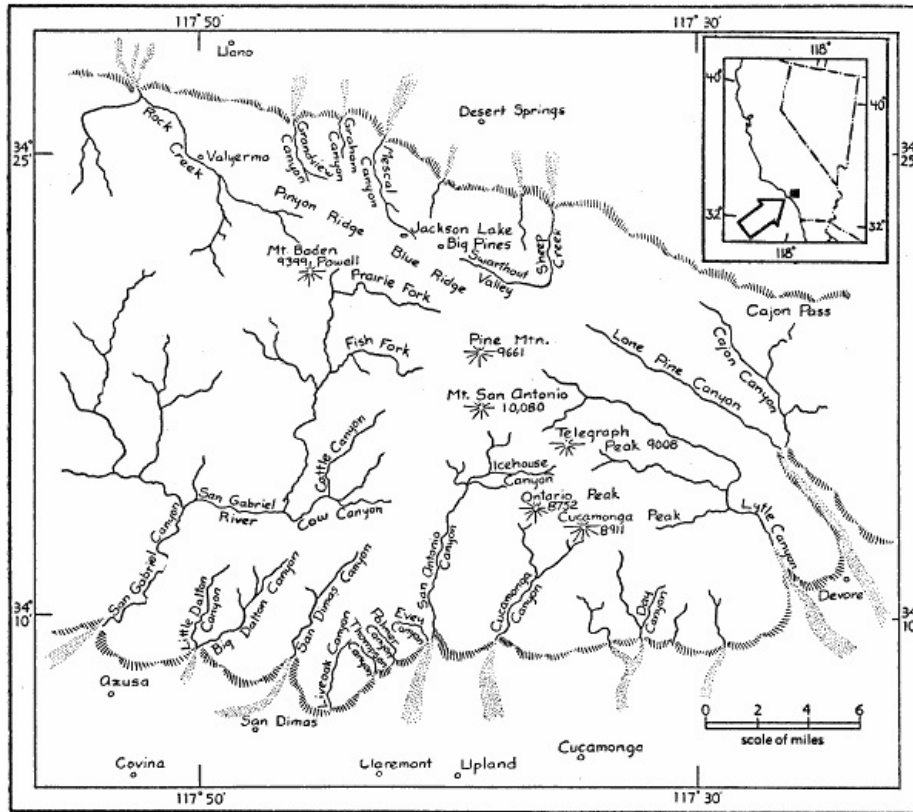 117° 50'
117° 30'
Llano
118°
40°
40°
Desert Springs
34°
25'
34°
25'
Rock
Creek
Valyermo
Grandview
Canyon
Graham
Canyon
Mescal
Canyon
Pinyon Ridge
32°
32°
118°
Jackson Lake
Big Pines
Mt. Baden
9399, Powell
Blue Ridge
Swarthout
Valley
Sheep
Creek
Prairie Fork
Cajon Pass
Fish Fork
Pine Mtn.
9661
Lone Pine Canyon
Cajon Canyon
Mt. San Antonio
10,080
Telegraph
Peak 9008
Cattle Canyon
Icehouse
Canyon
San Gabriel
River
Cow Canyon
Ontario Peak
8752
Cucamonga Peak
8911
Lytle Canyon
San Gabriel Canyon
San Antonio
Canyon
Cucamonga
Canyon
Little Dalton
Canyon
Big Dalton Canyon
San Dimas Canyon
Liveoak Canyon
Thompson
Canyon
Palmer
Canyon
Evey
Canyon
Day
Canyon
Devore
34°
10'
34°
10'
Azusa
San Dimas
0 2 4 6
scale of miles
Covina
Claremont
Upland
Cucamonga
117° 50'
117° 30'